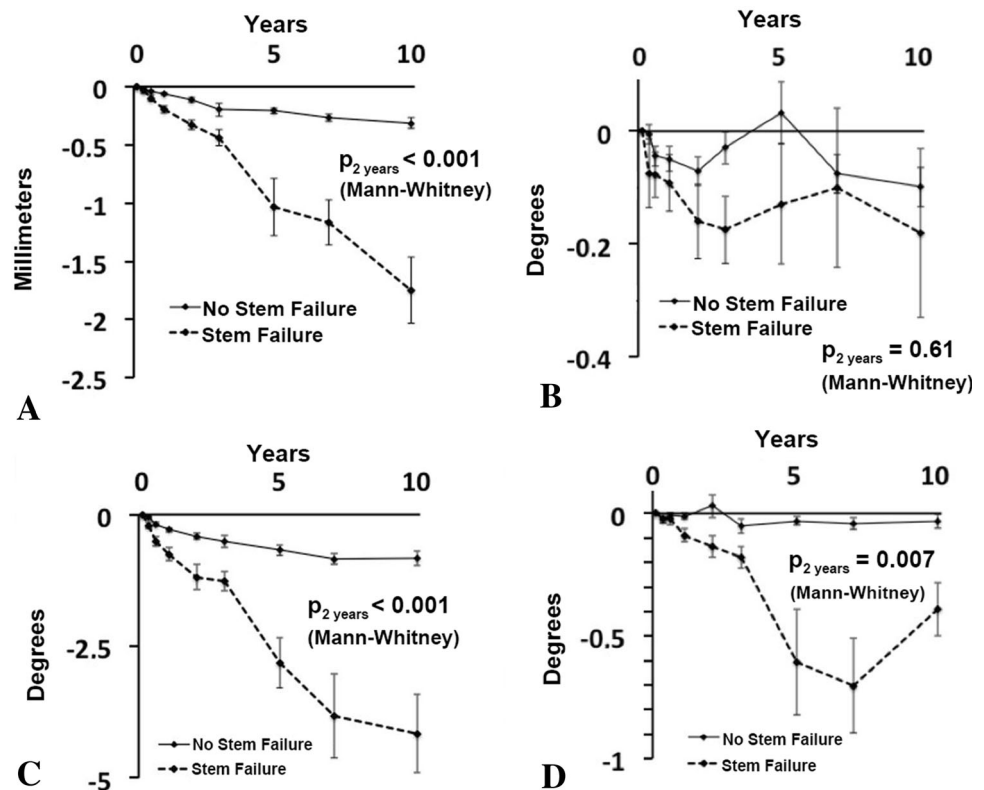 Years
0 5 10
0
-0.5
-1
-1.5
-2
-2.5
Millimeters
p2 years < 0.001
(Mann-Whitney)
No Stem Failure
Stem Failure
A
Years
0 5 10
0
-0.2
-0.4
Degrees
No Stem Failure
Stem Failure
p2 years = 0.61
(Mann-Whitney)
B
Years
0 5 10
0
-2.5
-5
Degrees
p2 years < 0.001
(Mann-Whitney)
No Stem Failure
Stem Failure
C
Years
0 5 10
0
-0.5
-1
Degrees
p2 years = 0.007
(Mann-Whitney)
No Stem Failure
Stem Failure
D